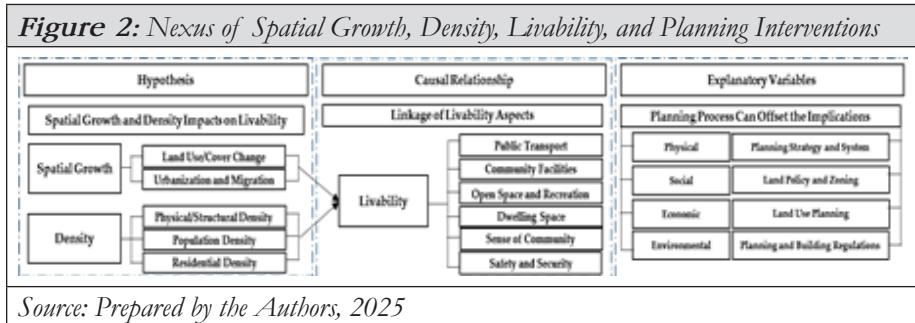 Figure 2: Nexus of Spatial Growth, Density, Livability, and Planning Interventions
Hypothesis
Spatial Growth and Density Impacts on Livability
Spatial Growth
Land Use/Cover Change
Urbanization and Migration
Density
Physical/Structural Density
Population Density
Residential Density
Causal Relationship
Linkage of Livability Aspects
Livability
Public Transport
Community Facilities
Open Space and Recreation
Dwelling Space
Sense of Community
Safety and Security
Explanatory Variables
Planning Process Can Offset the Implications
Physical
Planning Strategy and System
Social
Land Policy and Zoning
Economic
Land Use Planning
Environmental
Planning and Building Regulations
Source: Prepared by the Authors, 2025